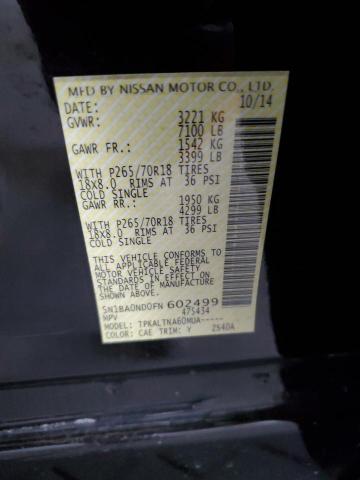 MFD BY NISSAN MOTOR CO., LTD.
DATE: 10/14
GVWR: 3221 KG
7100 LB
GAWR FR.: 1542 KG
3399 LB
WITH P265/70R18 TIRES
18x8.0 RIMS AT 36 PSI
COLD SINGLE
GAWR RR.: 1950 KG
4299 LB
WITH P265/70R18 TIRES
18x8.0 RIMS AT 36 PSI
COLD SINGLE
THIS VEHICLE CONFORMS TO
ALL APPLICABLE U.S. FEDERAL
MOTOR VEHICLE SAFETY
STANDARDS IN EFFECT ON THE
DATE OF MANUFACTURE SHOWN
ABOVE.
5N1BA0ND0FN 602499
MPV 475434
MODEL: TPKALTNA60MUA-----
COLOR: CAE TRIM: Y Z540A